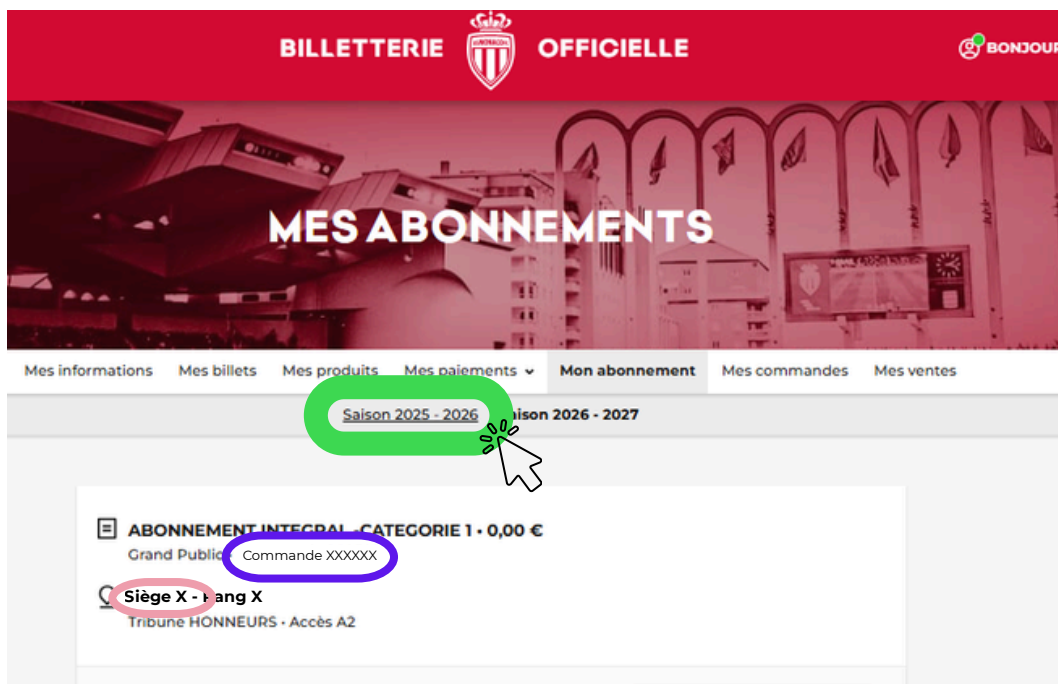 BILLETTERIE OFFICIELLE
BONJOUR
MES ABONNEMENTS
Mes informations Mes billets Mes produits Mes paiements Mon abonnement Mes commandes Mes ventes
Saison 2025 - 2026 aison 2026 - 2027
ABONNEMENT INTEGRAL -CATEGORIE 1 • 0,00 €
Grand Public Commande XXXXXX
Siège X - Rang X
Tribune HONNEURS • Accès A2